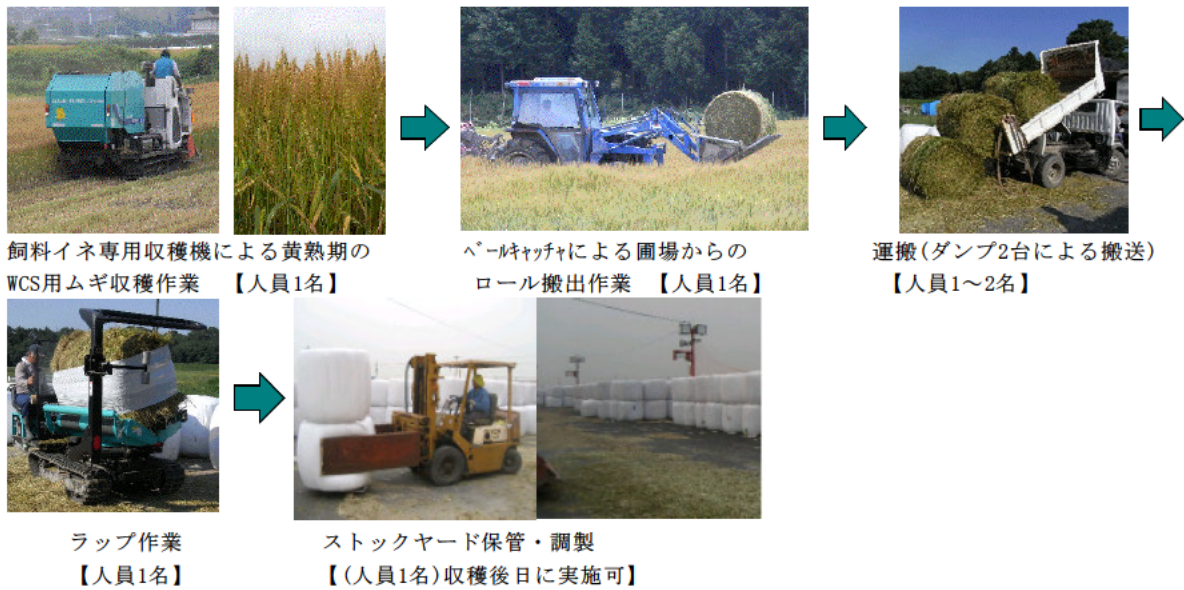 飼料イネ専用収穫機による黄熟期の
WCS用ムギ収穫作業 【人員1名】
ﾍﾞｰﾙｷｬｯﾁｬによる圃場からの
ロール搬出作業 【人員1名】
運搬(ダンプ2台による搬送)
【人員1～2名】
ラップ作業
【人員1名】
ストックヤード保管・調製
【(人員1名)収穫後日に実施可】